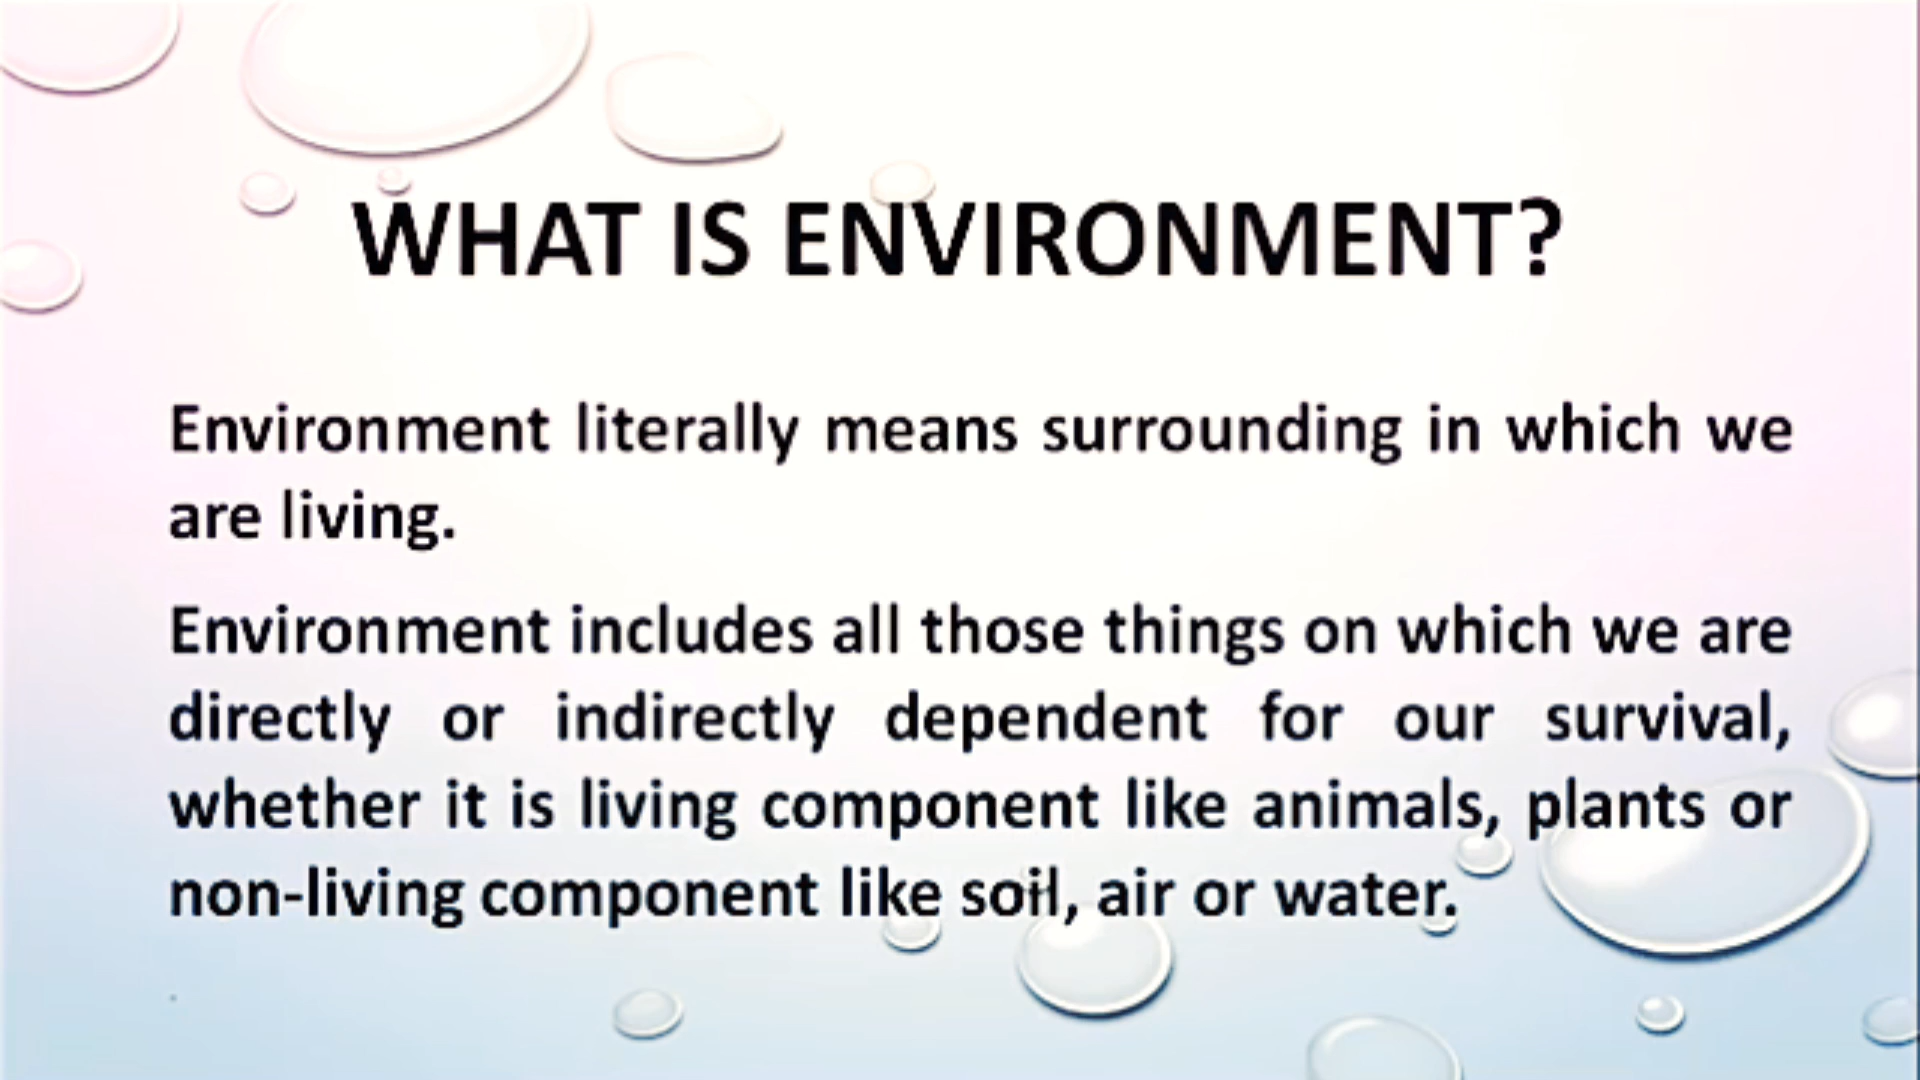 WHAT IS ENVIRONMENT?
Environment literally means surrounding in which we
are living.
Environment includes all those things on which we are
directly or indirectly dependent for our survival,
whether it is living component like animals, plants or
non-living component like soil, air or water.